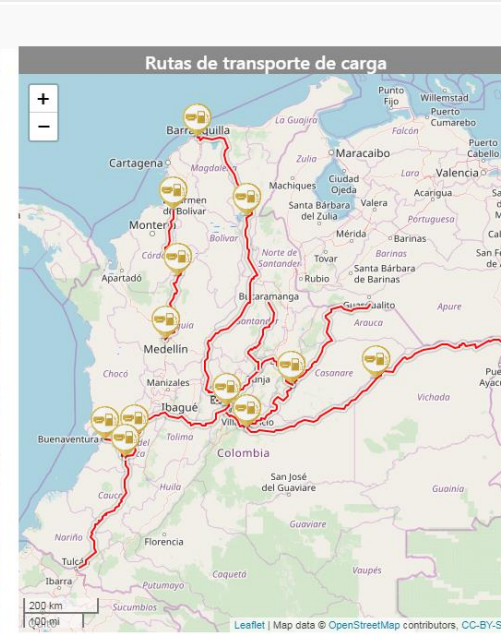 Rutas de transporte de carga
+
−
Punto
Fijo
Willemstad
Puerto
Cumarebo
La Guajira
Falcón
Puerto
Cabello
Cartagena
Magdalena
Zulia
Maracaibo
Lara
Valencia
Machiques
Ciudad
Ojeda
Acarigua
Santa Bárbara
del Zulia
Valera
Portuguesa
Bolívar
Mérida
Barinas
Norte de
Santander
Tovar
Barinas
Apartadó
Rubio
Santa Bárbara
de Barinas
Bucaramanga
Guasdualito
Apure
Santander
Arauca
Medellín
Chocó
Manizales
Casanare
Ibagué
Vichada
Buenaventura
Tolima
Colombia
San José
del Guaviare
Guainía
Cauca
Huila
Nariño
Florencia
Guaviare
Tulcán
Ibarra
Putumayo
Caquetá
Vaupés
Sucumbíos
200 km
100 mi
Leaflet | Map data © OpenStreetMap contributors, CC-BY-S